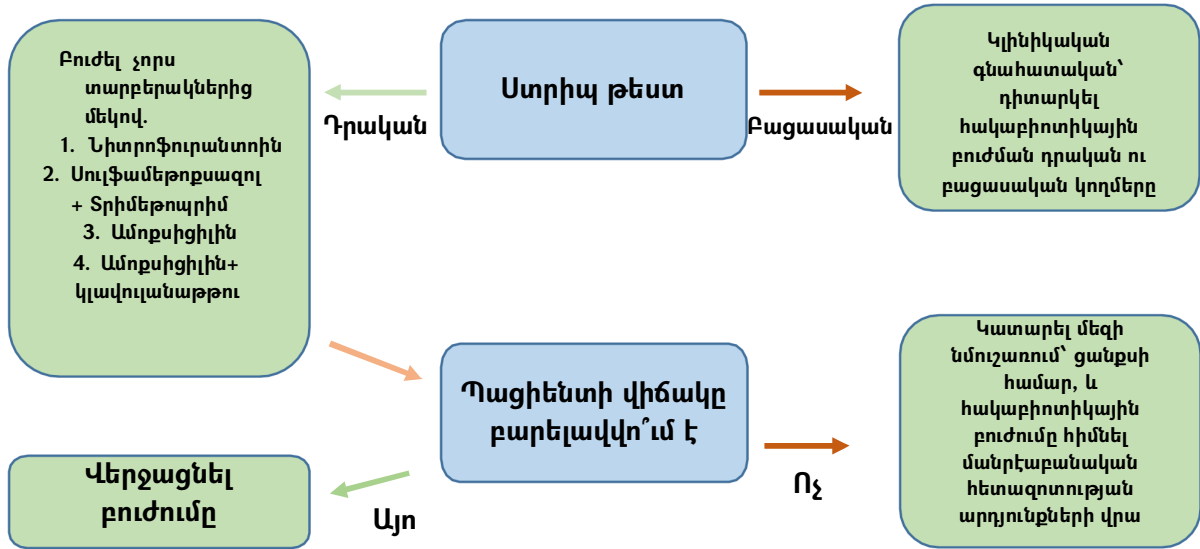 Ստրիպ թեստ
Դրական
Բացասական
Բուժել չորս
տարբերակներից
մեկով.
1. Նիտրոֆուրանտոին
2. Սուլֆամեթոքսազոլ
+ Տրիմեթոպրիմ
3. Ամոքսիցիլին
4. Ամոքսիցիլին+
կլավուլանաթթու
Կլինիկական
գնահատական՝
դիտարկել
հակաբիոտիկային
բուժման դրական ու
բացասական կողմերը
Պացիենտի վիճակը
բարելավվո՞ւմ է
Այո
Ոչ
Վերջացնել
բուժումը
Կատարել մեզի
նմուշառում՝ ցանքսի
համար, և
հակաբիոտիկային
բուժումը հիմնել
մանրէաբանական
հետազոտության
արդյունքների վրա